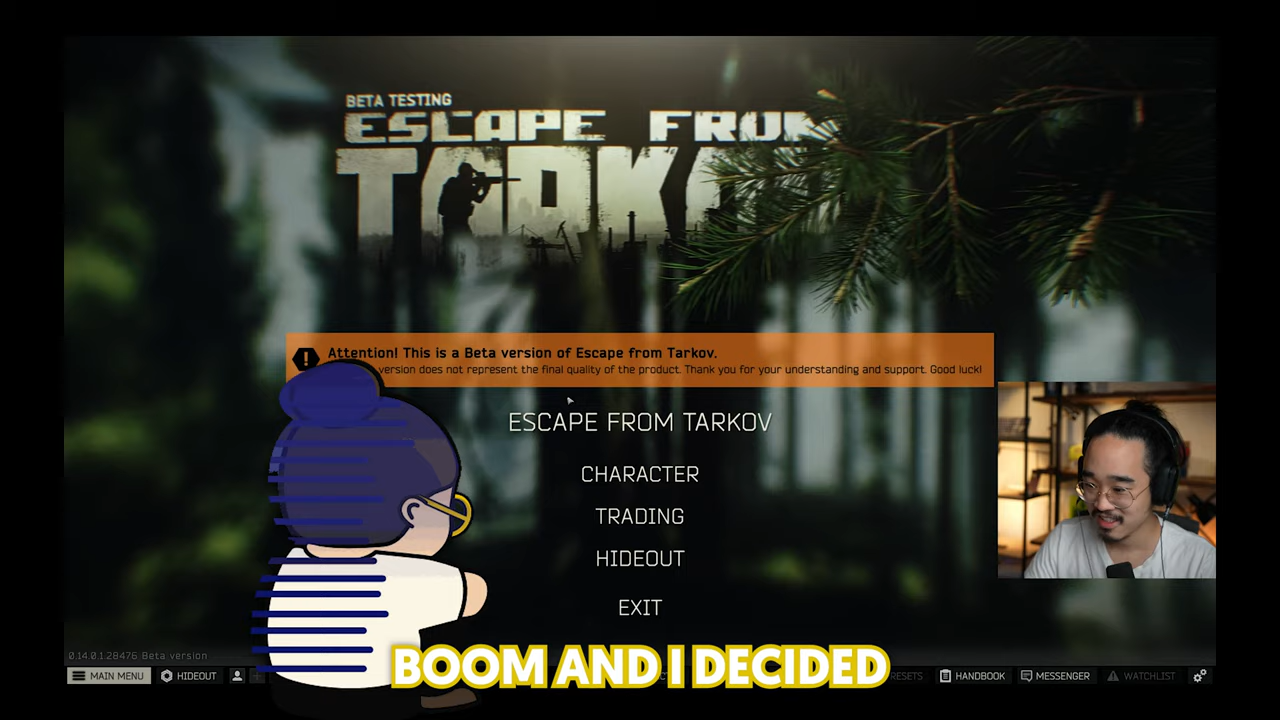 BETA TESTING
ESCAPE FROM
TARKOV
Attention! This is a Beta version of Escape from Tarkov.
version does not represent the final quality of the product. Thank you for your understanding and support. Good luck!
ESCAPE FROM TARKOV
CHARACTER
TRADING
HIDEOUT
EXIT
0.14.0.1.28476 Beta version
BOOM AND I DECIDED
MAIN MENU
HIDEOUT
HANDBOOK
MESSENGER
WATCHLIST